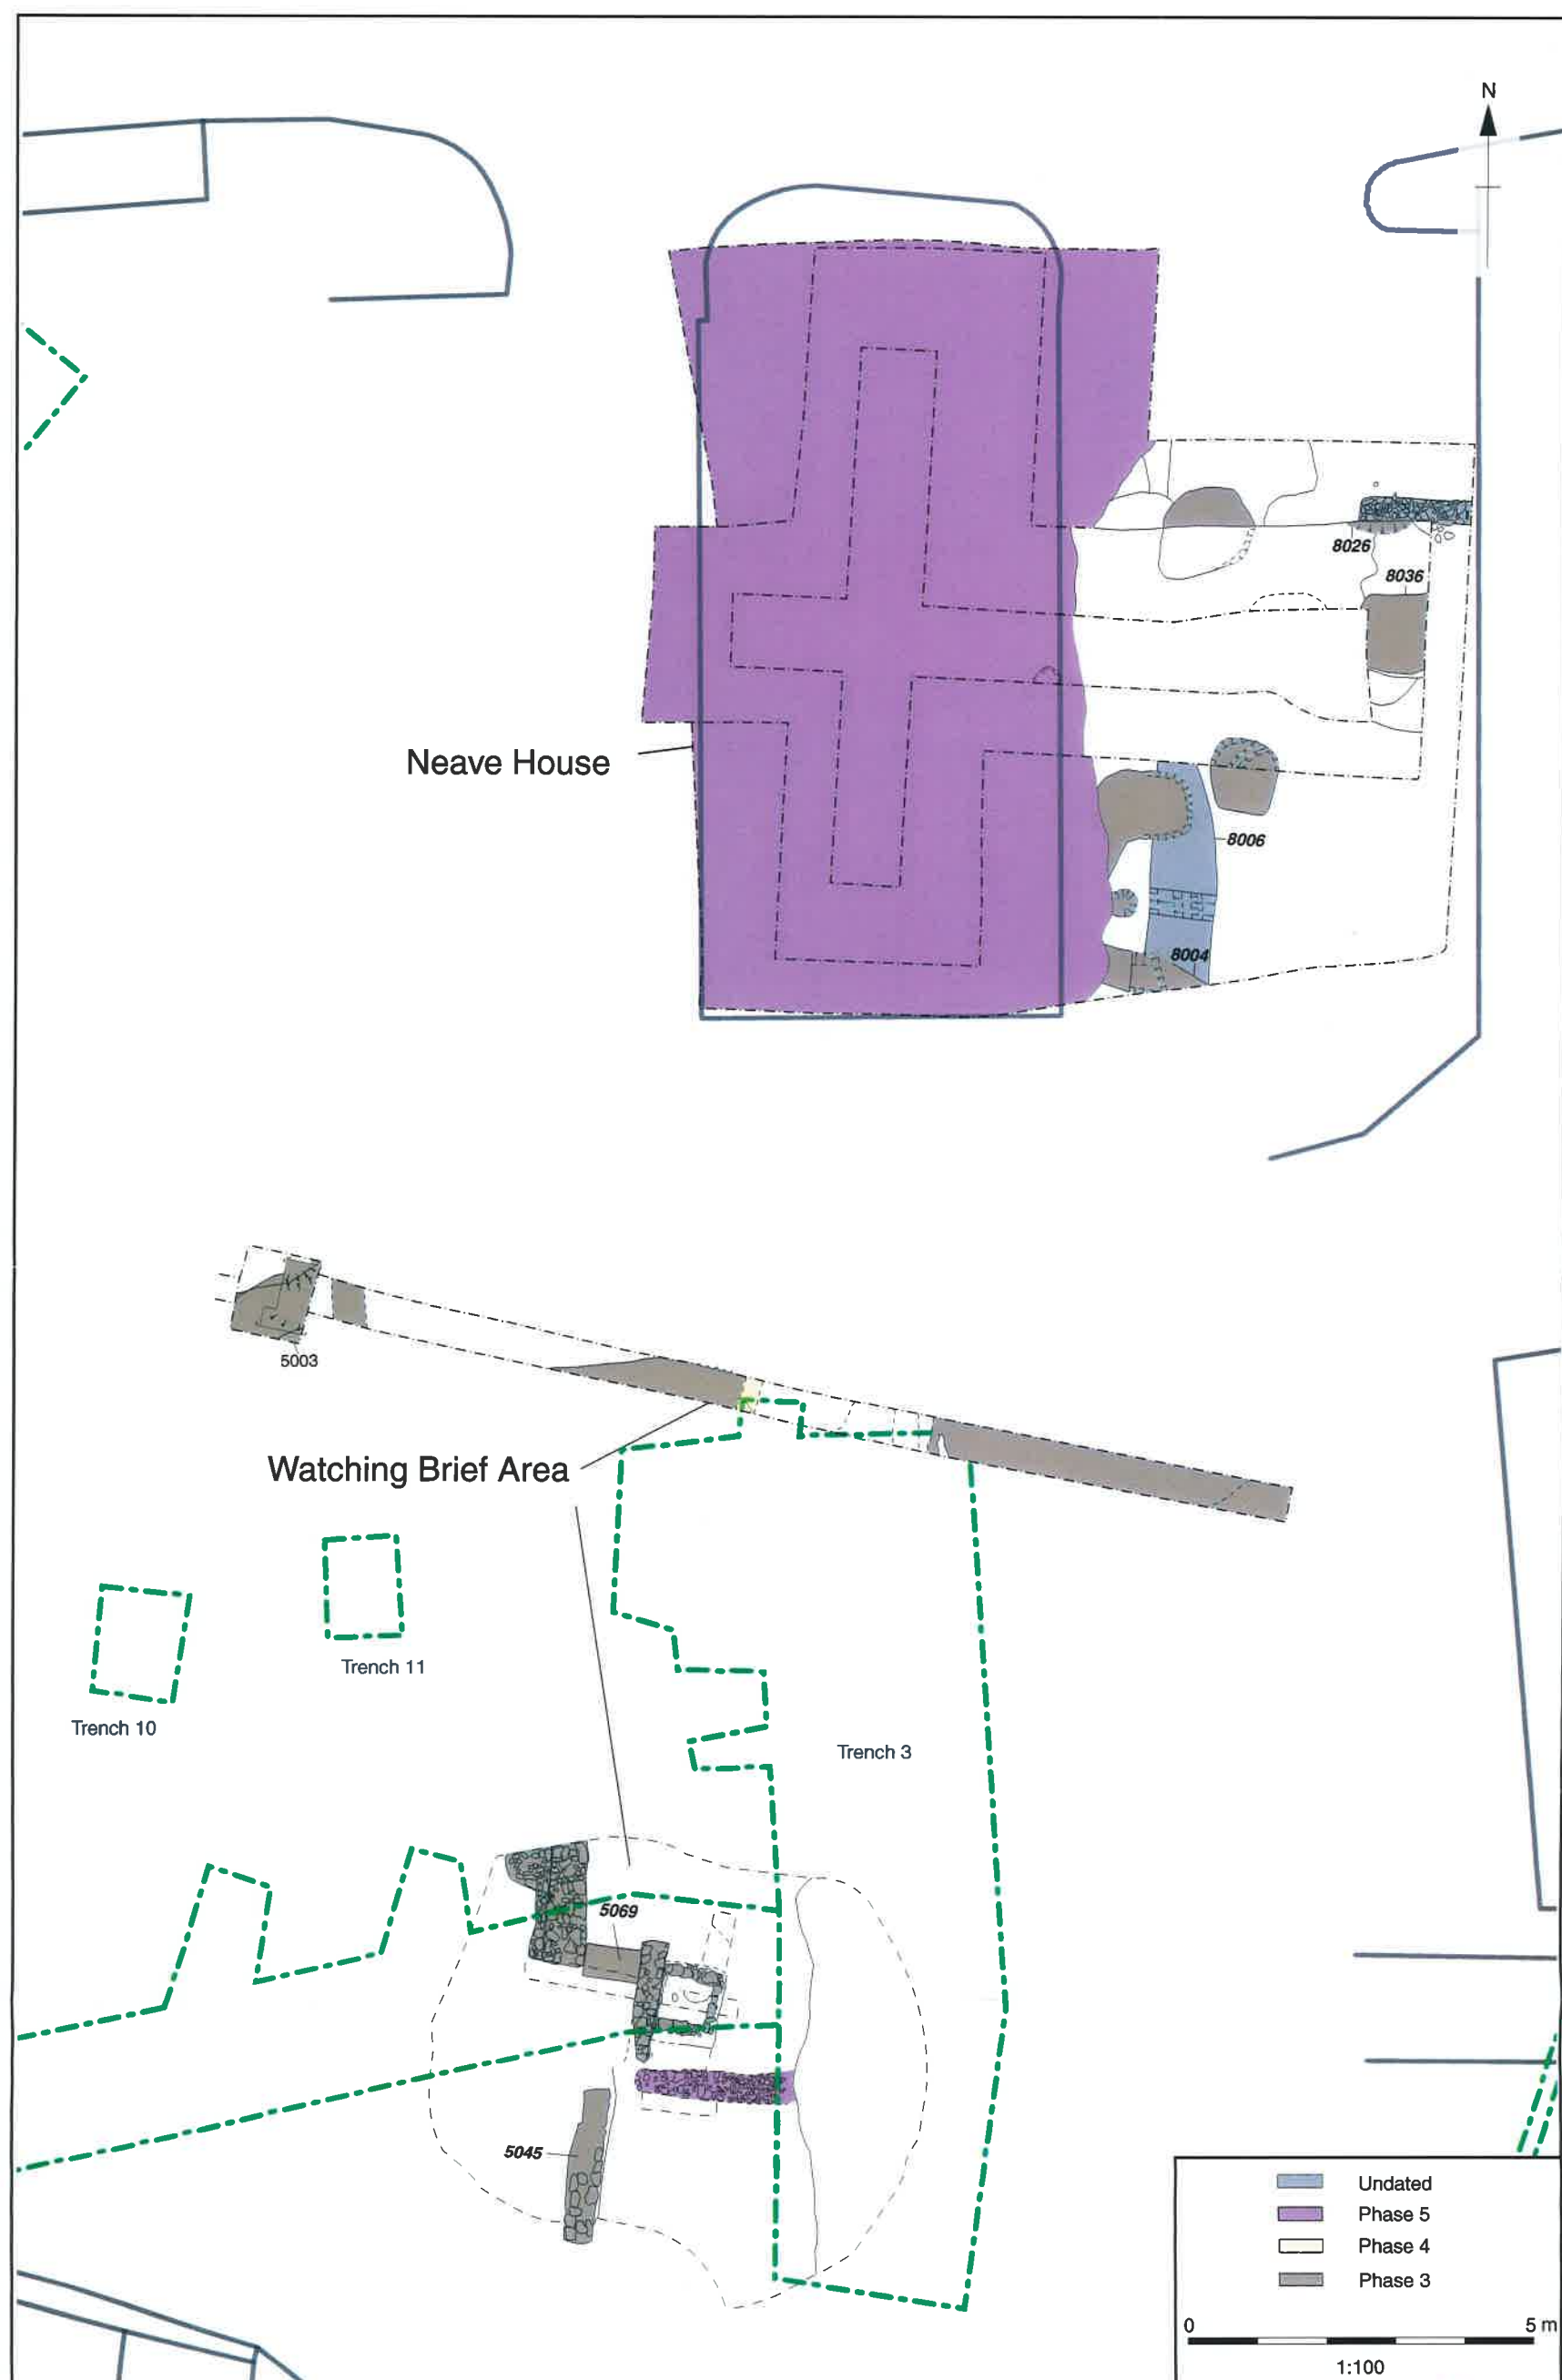 N
8026
8036
Neave House
8006
8004
5003
Watching Brief Area
Trench 11
Trench 10
Trench 3
5069
5045
Undated
Phase 5
Phase 4
Phase 3
0 5 m
1:100